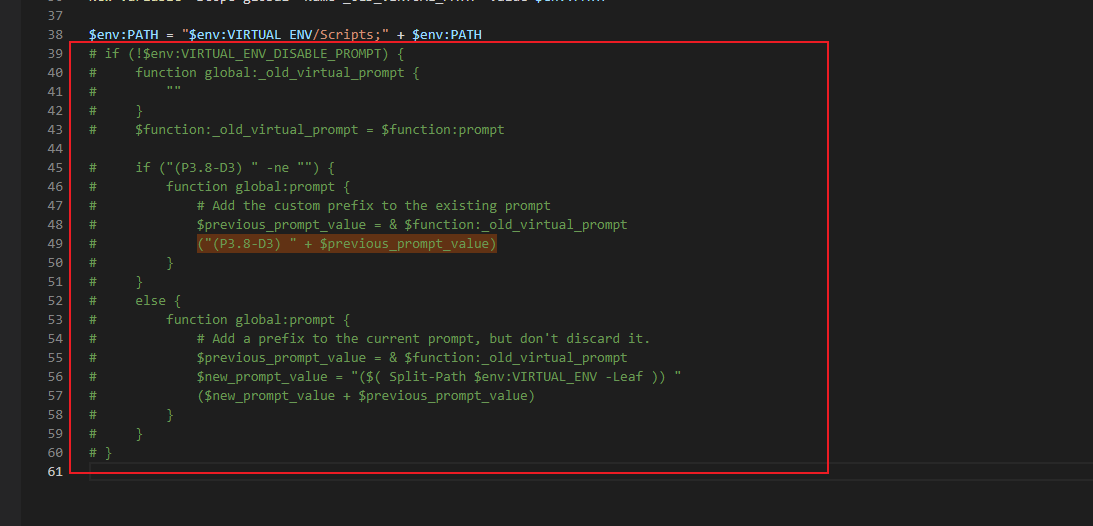 37
38 $env:PATH = "$env:VIRTUAL_ENV/Scripts;" + $env:PATH
39 # if (!$env:VIRTUAL_ENV_DISABLE_PROMPT) {
40 #     function global:_old_virtual_prompt {
41 #         ""
42 #     }
43 #     $function:_old_virtual_prompt = $function:prompt
44
45 #     if ("(P3.8-D3) " -ne "") {
46 #         function global:prompt {
47 #             # Add the custom prefix to the existing prompt
48 #             $previous_prompt_value = & $function:_old_virtual_prompt
49 #             ("(P3.8-D3) " + $previous_prompt_value)
50 #         }
51 #     }
52 #     else {
53 #         function global:prompt {
54 #             # Add a prefix to the current prompt, but don't discard it.
55 #             $previous_prompt_value = & $function:_old_virtual_prompt
56 #             $new_prompt_value = "($( Split-Path $env:VIRTUAL_ENV -Leaf )) "
57 #             ($new_prompt_value + $previous_prompt_value)
58 #         }
59 #     }
60 # }
61